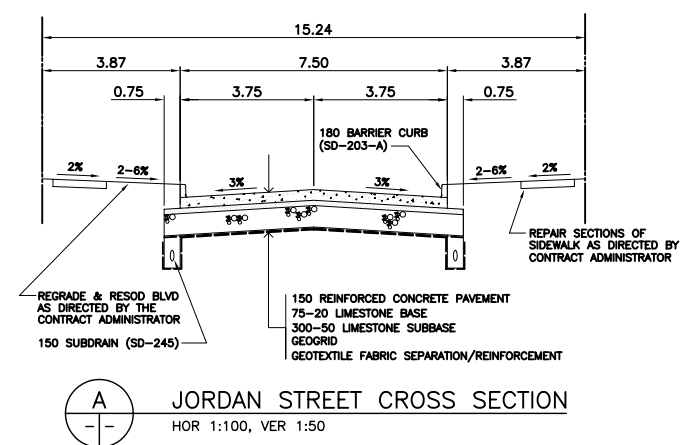 15.24
3.87
7.50
3.87
0.75
3.75
3.75
0.75
180 BARRIER CURB
(SD-203-A)
2%
2-6%
3%
3%
2-6%
2%
REPAIR SECTIONS OF
SIDEWALK AS DIRECTED BY
CONTRACT ADMINISTRATOR
REGRADE & RESOD BLVD
AS DIRECTED BY THE
CONTRACT ADMINISTRATOR
150 SUBDRAIN (SD-245)
150 REINFORCED CONCRETE PAVEMENT
75-20 LIMESTONE BASE
300-50 LIMESTONE SUBBASE
GEOGRID
GEOTEXTILE FABRIC SEPARATION/REINFORCEMENT
A
- -
JORDAN STREET CROSS SECTION
HOR 1:100, VER 1:50